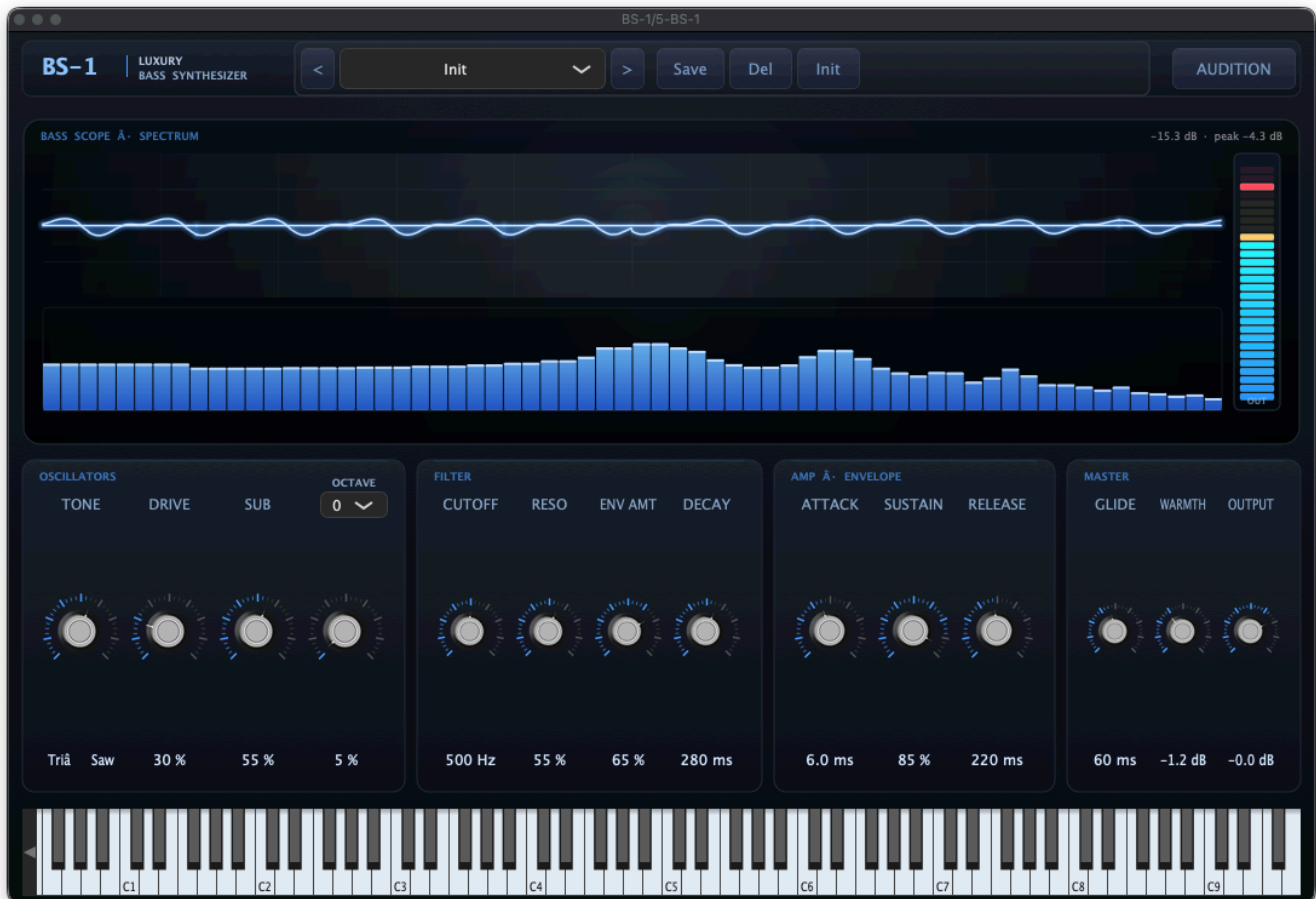 BS-1/5-BS-1
BS-1
LUXURY
BASS SYNTHESIZER
<
Init
>
Save
Del
Init
AUDITION
BASS SCOPE Â· SPECTRUM
-15.3 dB · peak -4.3 dB
OUT
OSCILLATORS
TONE DRIVE SUB
OCTAVE
0
Triâ Saw 30 % 55 % 5 %
FILTER
CUTOFF RESO ENV AMT DECAY
500 Hz 55 % 65 % 280 ms
AMP Â· ENVELOPE
ATTACK SUSTAIN RELEASE
6.0 ms 85 % 220 ms
MASTER
GLIDE WARMTH OUTPUT
60 ms -1.2 dB -0.0 dB
C1 C2 C3 C4 C5 C6 C7 C8 C9